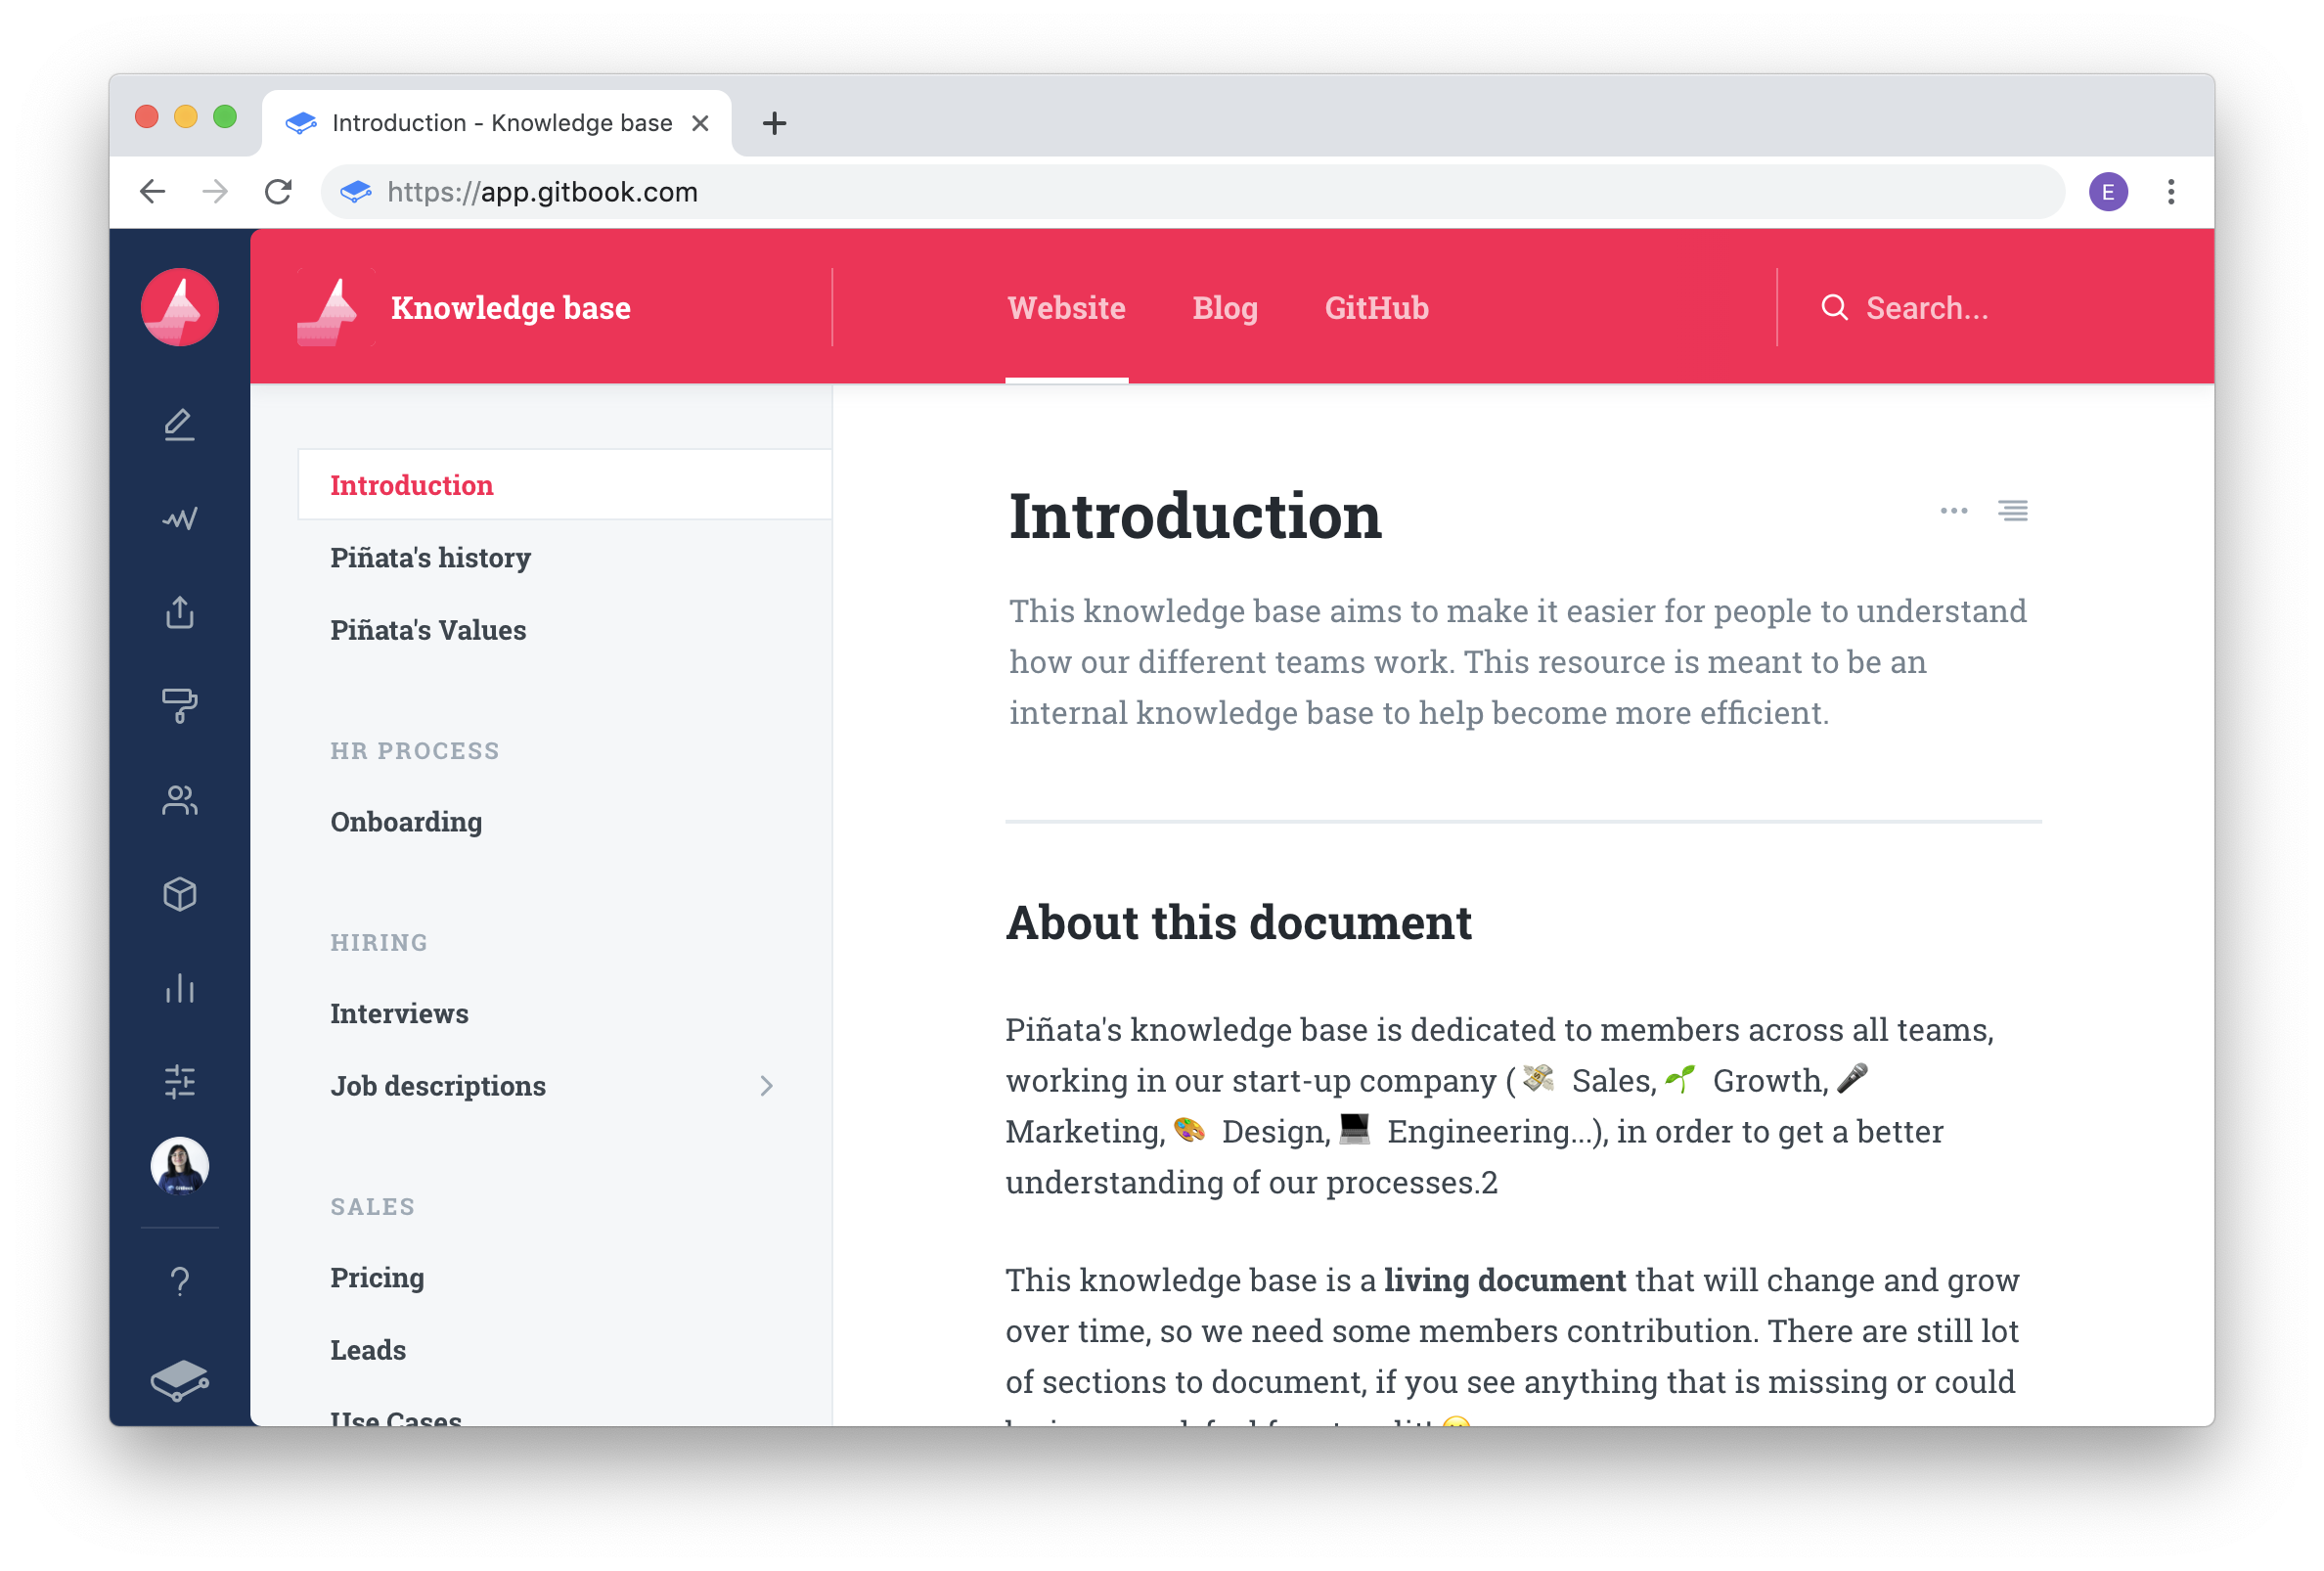 Introduction - Knowledge base
https://app.gitbook.com
E
Knowledge base
Website
Blog
GitHub
Search...
Introduction
Piñata's history
Piñata's Values
HR PROCESS
Onboarding
HIRING
Interviews
Job descriptions
SALES
Pricing
Leads
Use Cases
Introduction
This knowledge base aims to make it easier for people to understand
how our different teams work. This resource is meant to be an
internal knowledge base to help become more efficient.
About this document
Piñata's knowledge base is dedicated to members across all teams,
working in our start-up company (💸 Sales, 🌱 Growth, 🎤
Marketing, 🎨 Design, 💻 Engineering...), in order to get a better
understanding of our processes.2
This knowledge base is a living document that will change and grow
over time, so we need some members contribution. There are still lot
of sections to document, if you see anything that is missing or could